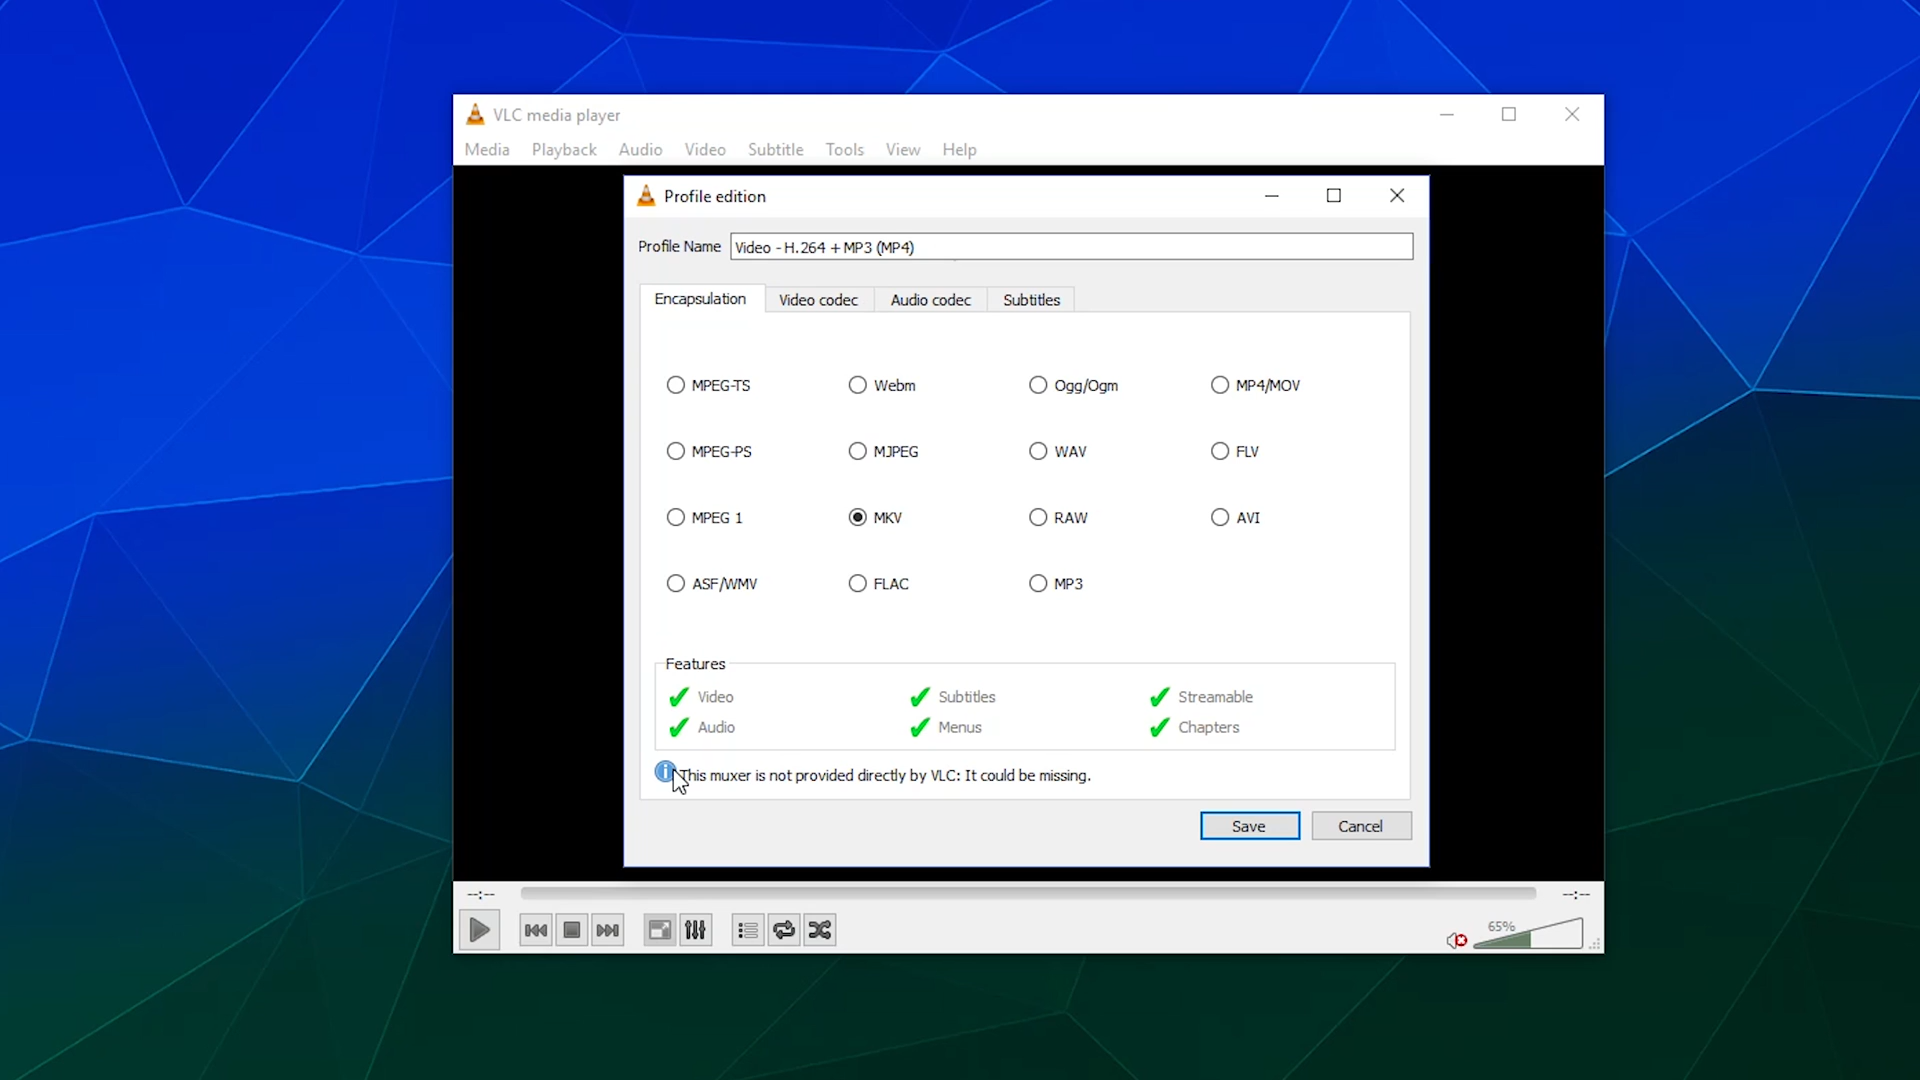 VLC media player
Media Playback Audio Video Subtitle Tools View Help
Profile edition
Profile Name Video - H.264 + MP3 (MP4)
Encapsulation Video codec Audio codec Subtitles
MPEG-TS Webm Ogg/Ogm MP4/MOV
MPEG-PS MJPEG WAV FLV
MPEG 1 MKV RAW AVI
ASF/WMV FLAC MP3
Features
Video Subtitles Streamable
Audio Menus Chapters
This muxer is not provided directly by VLC: It could be missing.
Save Cancel
--:-- --:--
65%